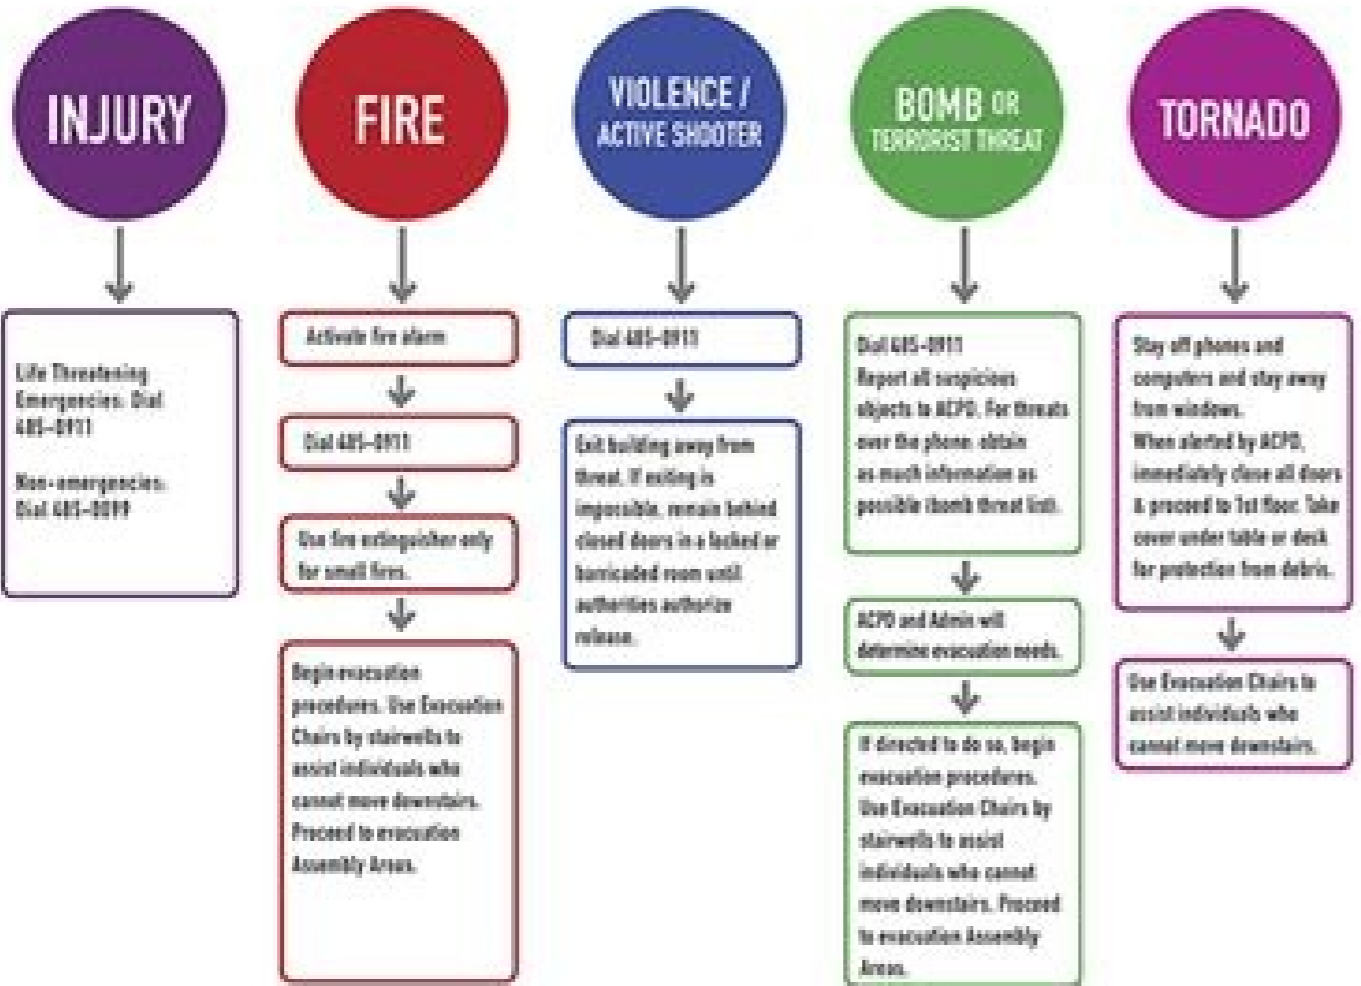 INJURY
Life Threatening
Emergencies: Dial
485-0911
Non-emergencies:
Dial 485-0099
FIRE
Activate fire alarm
Dial 485-0911
Use fire extinguisher only
for small fires.
Begin evacuation
procedures. Use Evacuation
Chairs by stairwells to
assist individuals who
cannot move downstairs.
Proceed to evacuation
Assembly Areas.
VIOLENCE /
ACTIVE SHOOTER
Dial 485-0911
Exit building away from
threat. If exiting is
impossible, remain behind
closed doors in a locked or
barricaded room until
authorities authorize
release.
BOMB OR
TERRORIST THREAT
Dial 485-0911
Report all suspicious
objects to ACPD. For threats
over the phone, obtain
as much information as
possible (bomb threat list).
ACPD and Admin will
determine evacuation needs.
If directed to do so, begin
evacuation procedures.
Use Evacuation Chairs by
stairwells to assist
individuals who cannot
move downstairs. Proceed
to evacuation Assembly
Areas.
TORNADO
Stay off phones and
computers and stay away
from windows.
When alerted by ACPD,
immediately close all doors
& proceed to 1st floor. Take
cover under table or desk
for protection from debris.
Use Evacuation Chairs to
assist individuals who
cannot move downstairs.